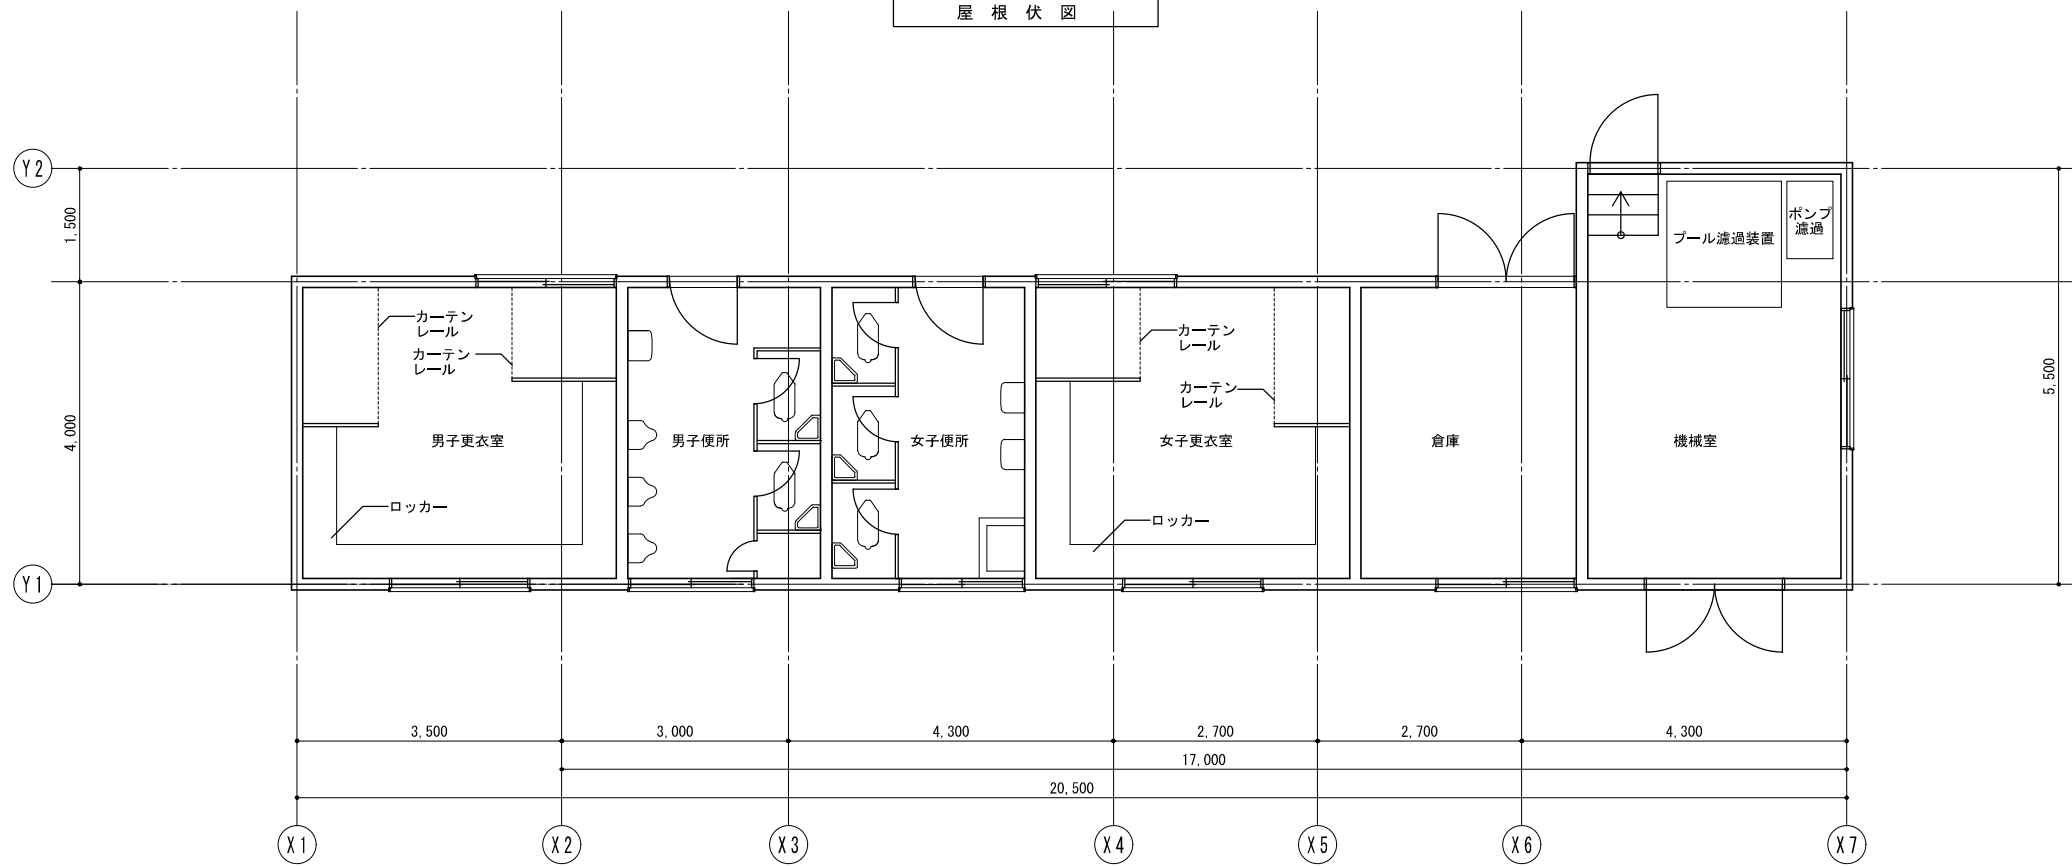 屋根伏図
Y2
1,500
ポンプ
濾過
プール濾過装置
カーテン
レール
カーテン
レール
カーテン
レール
カーテン
レール
5,500
4,000
男子更衣室
男子便所
女子便所
女子更衣室
倉庫
機械室
ロッカー
ロッカー
Y1
3,500
3,000
4,300
2,700
2,700
4,300
17,000
20,500
X1
X2
X3
X4
X5
X6
X7